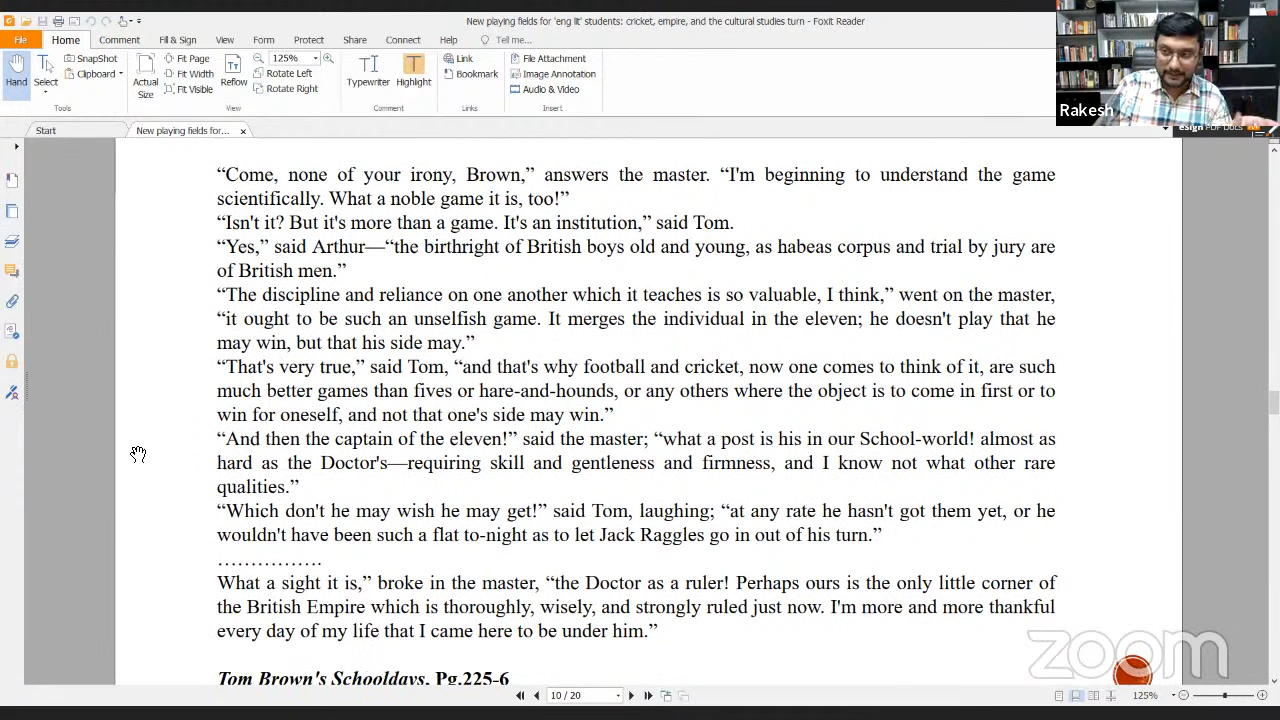 New playing fields for 'eng lit' students: cricket, empire, and the cultural studies turn - Foxit Reader
File Home Comment Fill & Sign View Form Protect Share Connect Help Tell me...
Hand
Select
SnapShot
Clipboard
Tools
Actual Size
Fit Page
Fit Width
Fit Visible
Reflow
125%
Rotate Left
Rotate Right
View
Typewriter
Highlight
Comment
Link
Bookmark
Links
File Attachment
Image Annotation
Audio & Video
Insert
Rakesh
Start
New playing fields for...
eSign PDF Docs
“Come, none of your irony, Brown,” answers the master. “I'm beginning to understand the game
scientifically. What a noble game it is, too!”
“Isn't it? But it's more than a game. It's an institution,” said Tom.
“Yes,” said Arthur—“the birthright of British boys old and young, as habeas corpus and trial by jury are
of British men.”
“The discipline and reliance on one another which it teaches is so valuable, I think,” went on the master,
“it ought to be such an unselfish game. It merges the individual in the eleven; he doesn't play that he
may win, but that his side may.”
“That's very true,” said Tom, “and that's why football and cricket, now one comes to think of it, are such
much better games than fives or hare-and-hounds, or any others where the object is to come in first or to
win for oneself, and not that one's side may win.”
“And then the captain of the eleven!” said the master; “what a post is his in our School-world! almost as
hard as the Doctor's—requiring skill and gentleness and firmness, and I know not what other rare
qualities.”
“Which don't he may wish he may get!” said Tom, laughing; “at any rate he hasn't got them yet, or he
wouldn't have been such a flat to-night as to let Jack Raggles go in out of his turn.”
…………….
What a sight it is,” broke in the master, “the Doctor as a ruler! Perhaps ours is the only little corner of
the British Empire which is thoroughly, wisely, and strongly ruled just now. I'm more and more thankful
every day of my life that I came here to be under him.”
Tom Brown's Schooldays, Pg.225-6
zoom
10 / 20
125%